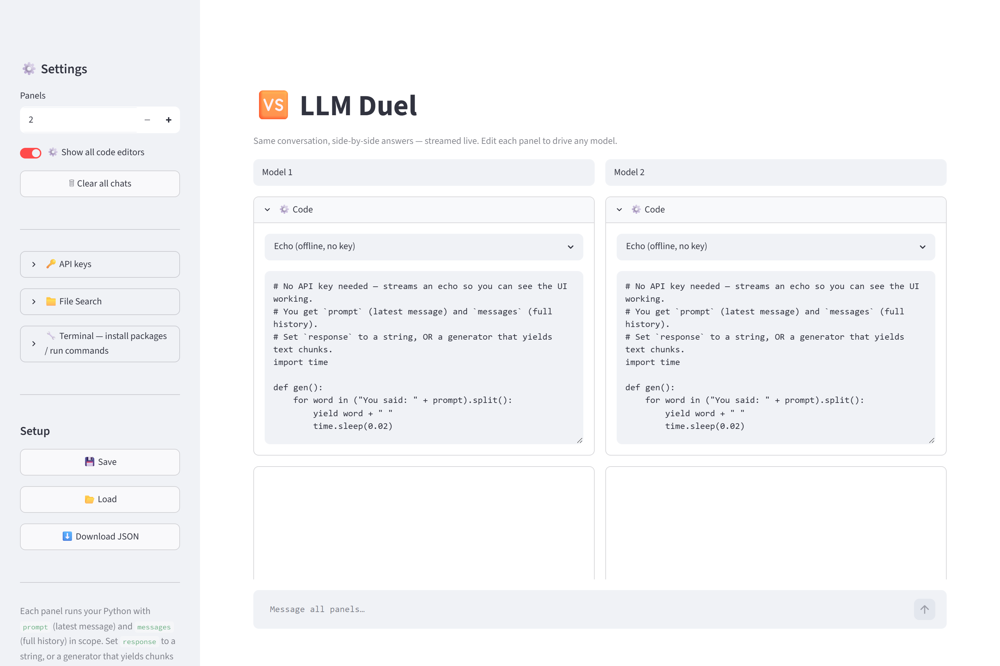 Settings
Panels
2
Show all code editors
Clear all chats
API keys
File Search
Terminal — install packages
/ run commands
Setup
Save
Load
Download JSON
Each panel runs your Python with
prompt (latest message) and messages
(full history) in scope. Set response to a
string, or a generator that yields chunks
VS LLM Duel
Same conversation, side-by-side answers — streamed live. Edit each panel to drive any model.
Model 1
Code
Echo (offline, no key)
# No API key needed — streams an echo so you can see the UI
working.
# You get `prompt` (latest message) and `messages` (full
history).
# Set `response` to a string, OR a generator that yields
text chunks.
import time

def gen():
    for word in ("You said: " + prompt).split():
        yield word + " "
        time.sleep(0.02)
Model 2
Code
Echo (offline, no key)
# No API key needed — streams an echo so you can see the UI
working.
# You get `prompt` (latest message) and `messages` (full
history).
# Set `response` to a string, OR a generator that yields
text chunks.
import time

def gen():
    for word in ("You said: " + prompt).split():
        yield word + " "
        time.sleep(0.02)
Message all panels…